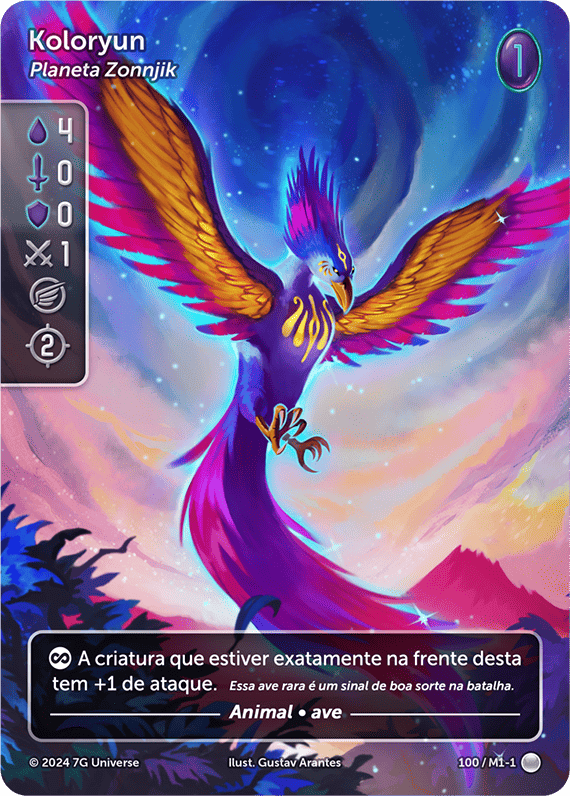 Koloryun
Planeta Zonnjik
1
4
0
0
1
2
A criatura que estiver exatamente na frente desta
tem +1 de ataque. Essa ave rara é um sinal de boa sorte na batalha.
Animal • ave
© 2024 7G Universe Ilust. Gustav Arantes 100 / M1-1